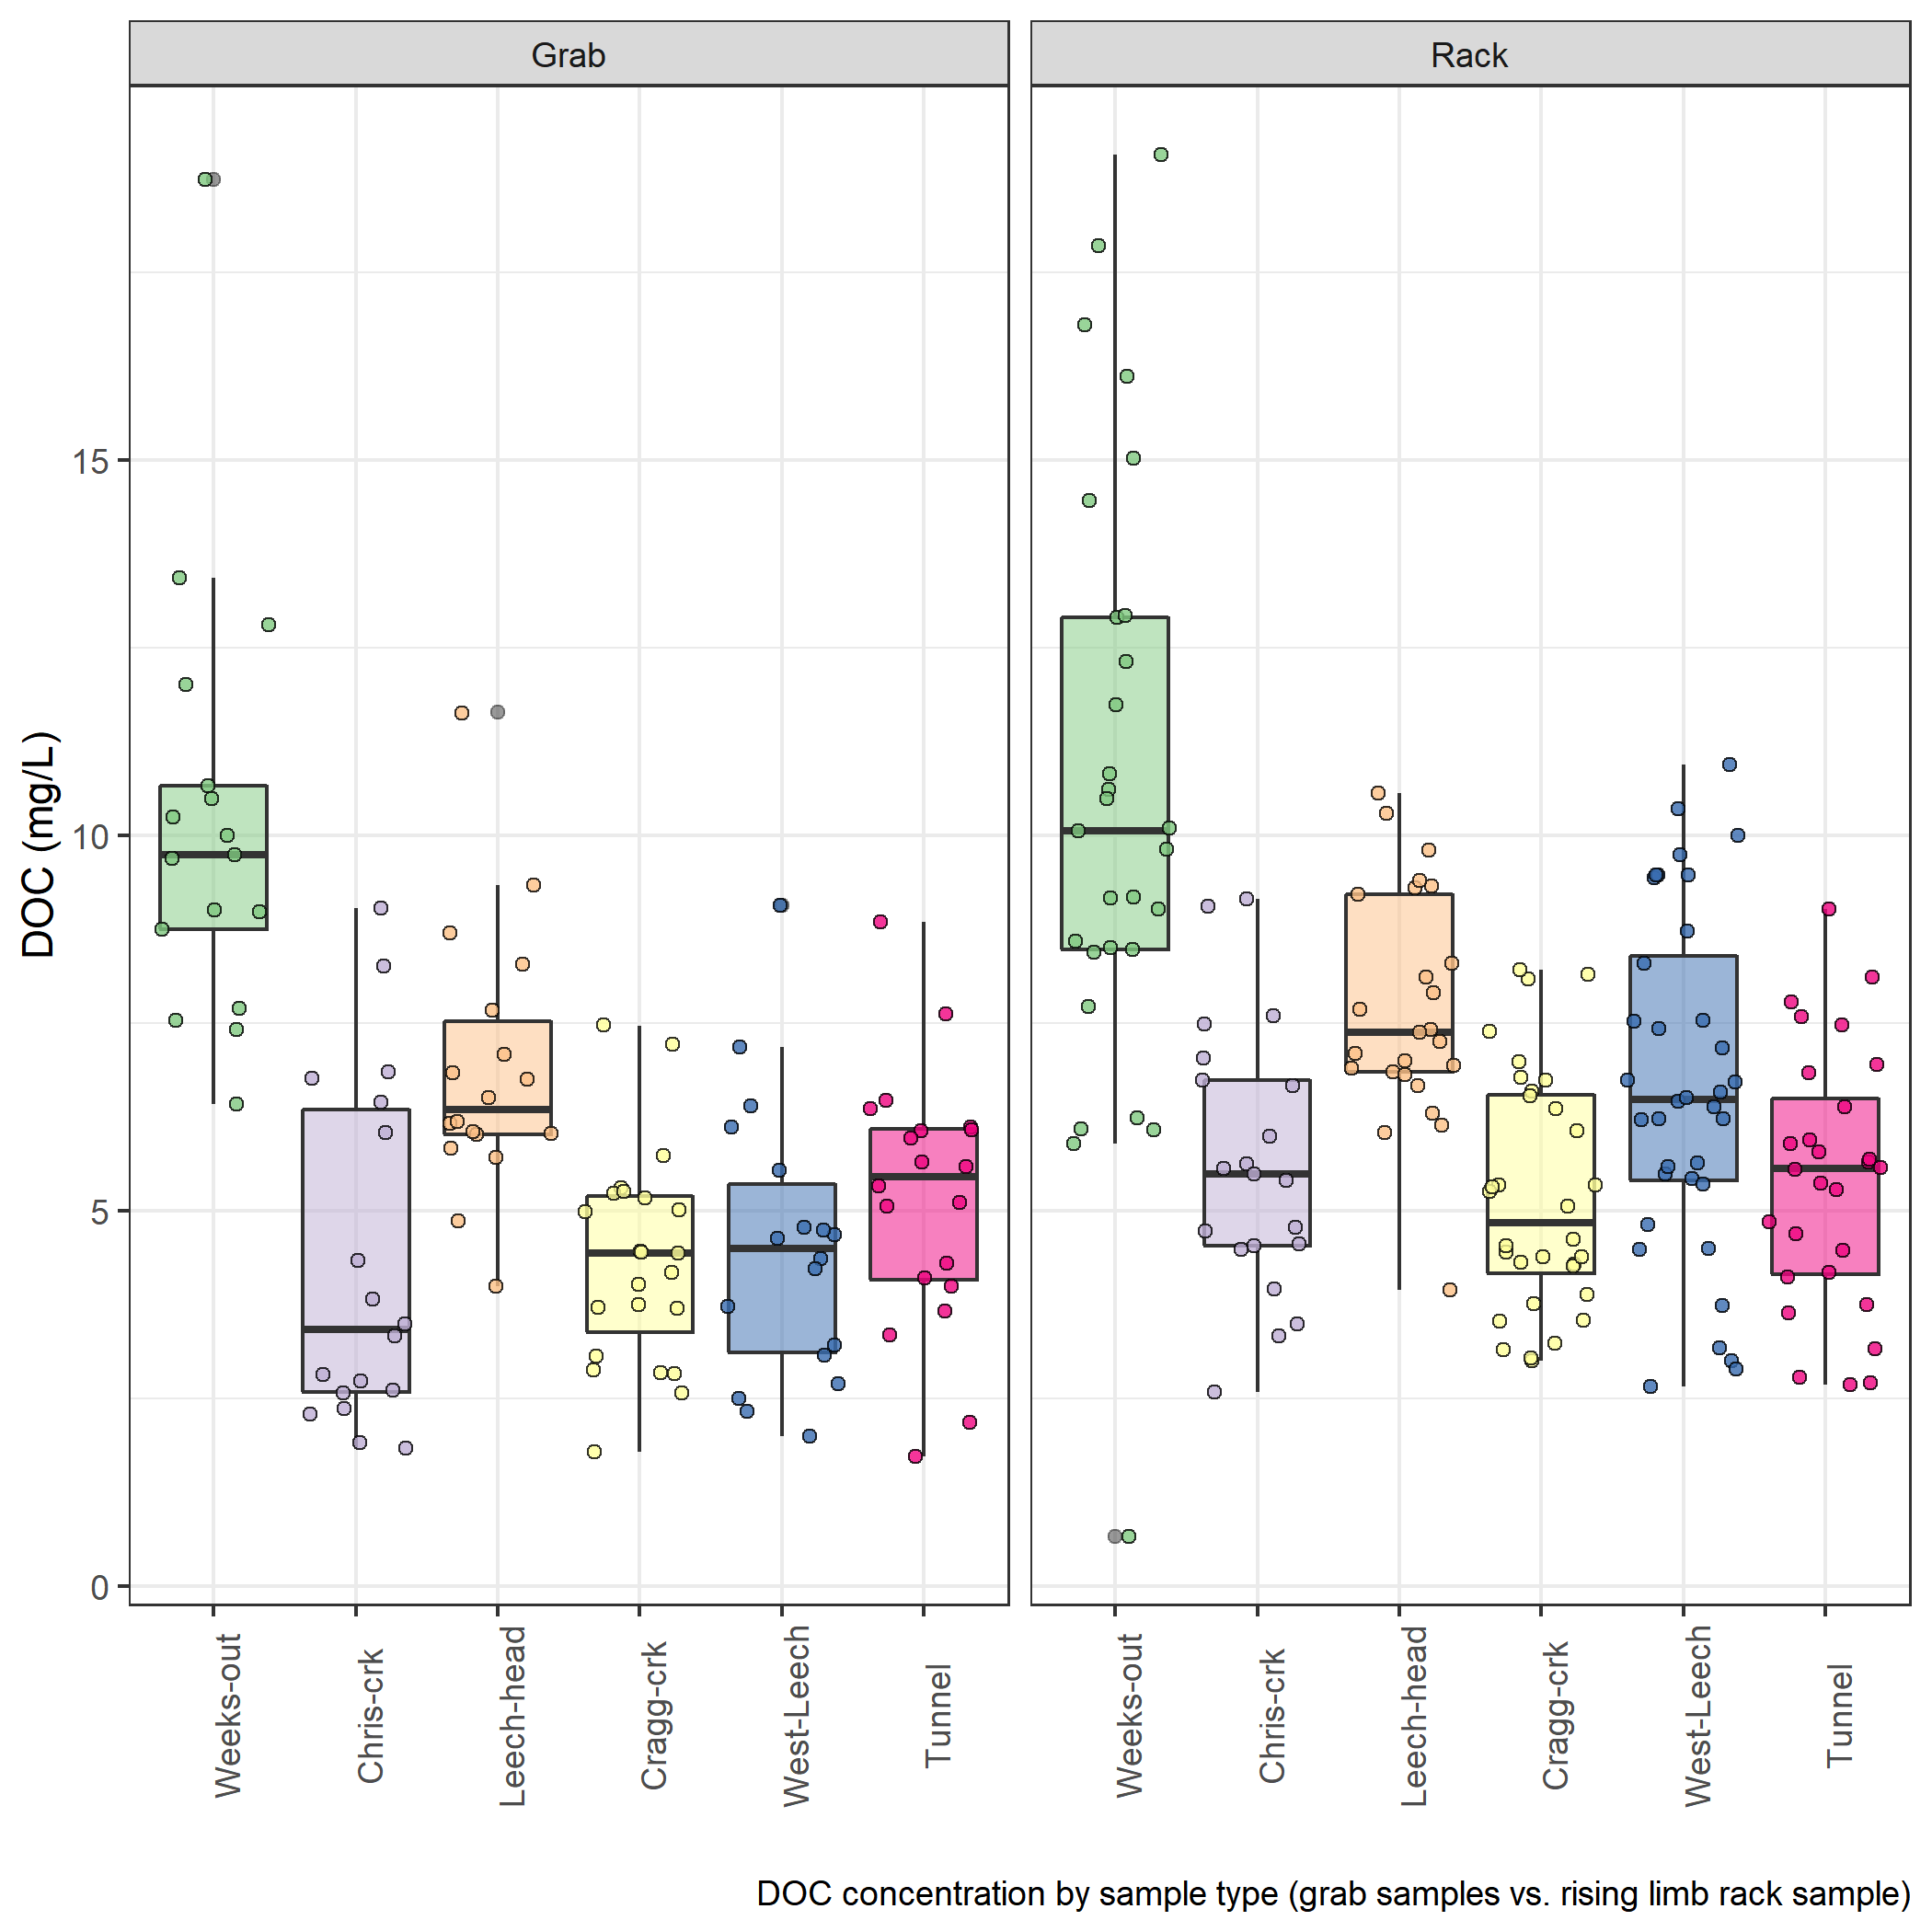 Grab
Rack
DOC (mg/L)
15
10
5
0
Weeks-out
Chris-crk
Leech-head
Cragg-crk
West-Leech
Tunnel
Weeks-out
Chris-crk
Leech-head
Cragg-crk
West-Leech
Tunnel
DOC concentration by sample type (grab samples vs. rising limb rack sample)